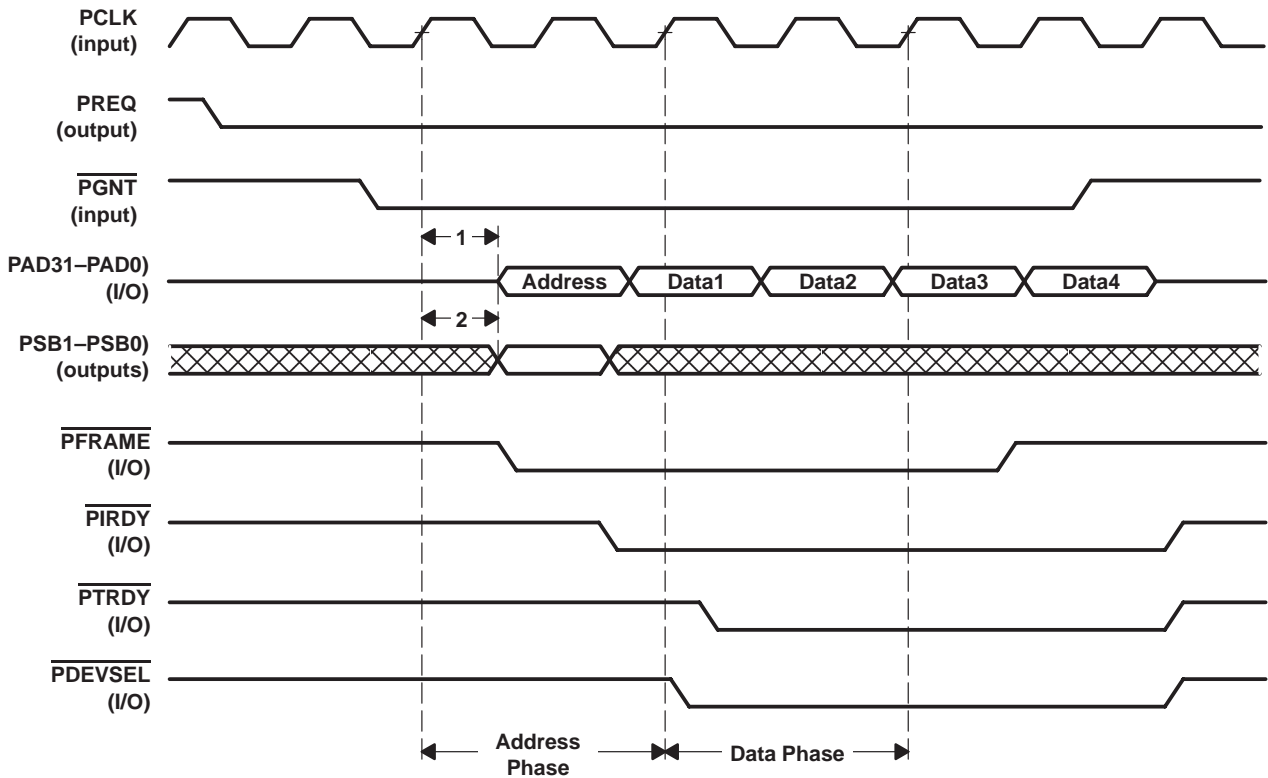 PCLK
(input)
PREQ
(output)
PGNT
(input)
1
PAD31–PAD0)
(I/O)
Address
Data1
Data2
Data3
Data4
2
PSB1–PSB0)
(outputs)
PFRAME
(I/O)
PIRDY
(I/O)
PTRDY
(I/O)
PDEVSEL
(I/O)
Address
Phase
Data Phase